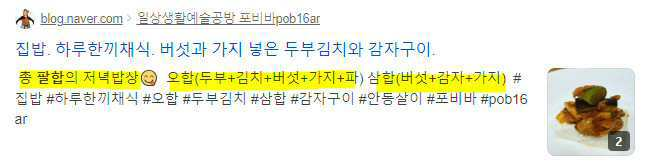 blog.naver.com > 일상생활예술공방 포비바pob16ar
집밥. 하루한끼채식. 버섯과 가지 넣은 두부김치와 감자구이.
총 팔합의 저녁밥상😋 오합(두부+김치+버섯+가지+파) 삼합(버섯+감자+가지) #
집밥 #하루한끼채식 #오합 #두부김치 #삼합 #감자구이 #안동살이 #포비바 #pob16
ar
2